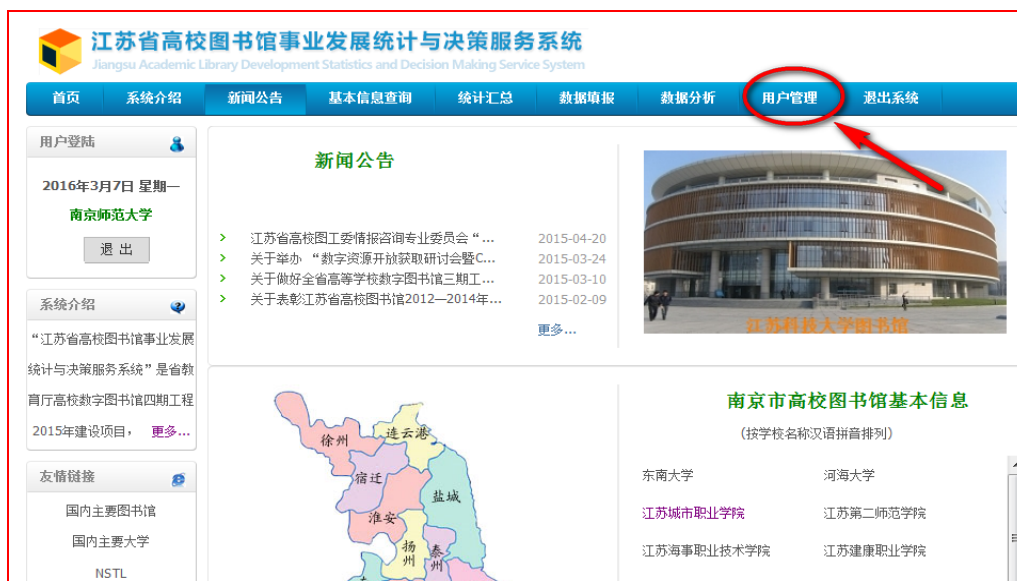 江苏省高校图书馆事业发展统计与决策服务系统
Jiangsu Academic Library Development Statistics and Decision Making Service System
首页 系统介绍 新闻公告 基本信息查询 统计汇总 数据填报 数据分析 用户管理 退出系统
用户登陆
2016年3月7日 星期一
南京师范大学
退 出
系统介绍
“江苏省高校图书馆事业发展
统计与决策服务系统”是省教
育厅高校数字图书馆四期工程
2015年建设项目， 更多...
友情链接
国内主要图书馆
国内主要大学
NSTL
新闻公告
江苏省高校图工委情报咨询专业委员会“... 2015-04-20
关于举办 “数字资源开放获取研讨会暨C... 2015-03-24
关于做好全省高等学校数字图书馆三期工... 2015-03-10
关于表彰江苏省高校图书馆2012—2014年... 2015-02-09
更多...
江苏科技大学图书馆
徐州
连云港
宿迁
盐城
淮安
扬州
泰州
南京市高校图书馆基本信息
(按学校名称汉语拼音排列)
东南大学 河海大学
江苏城市职业学院 江苏第二师范学院
江苏海事职业技术学院 江苏建康职业学院